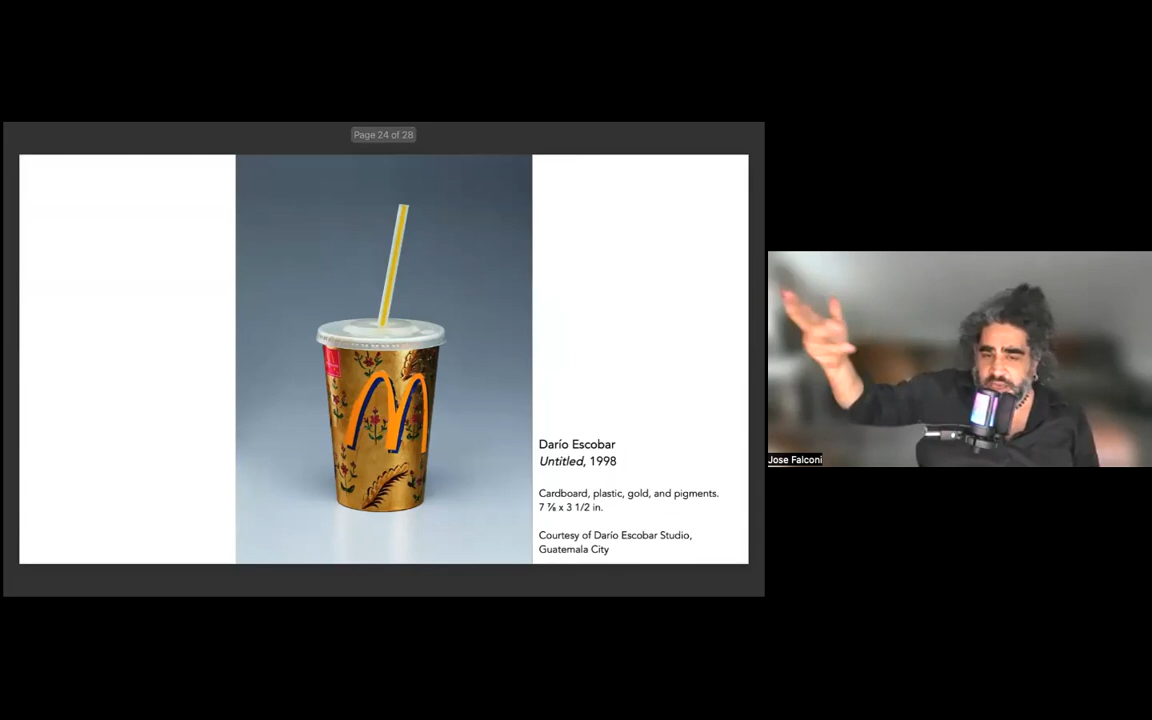 Page 24 of 28
Darío Escobar
Untitled, 1998
Cardboard, plastic, gold, and pigments.
7 ⅞ x 3 1/2 in.
Courtesy of Darío Escobar Studio,
Guatemala City
Jose Falconi